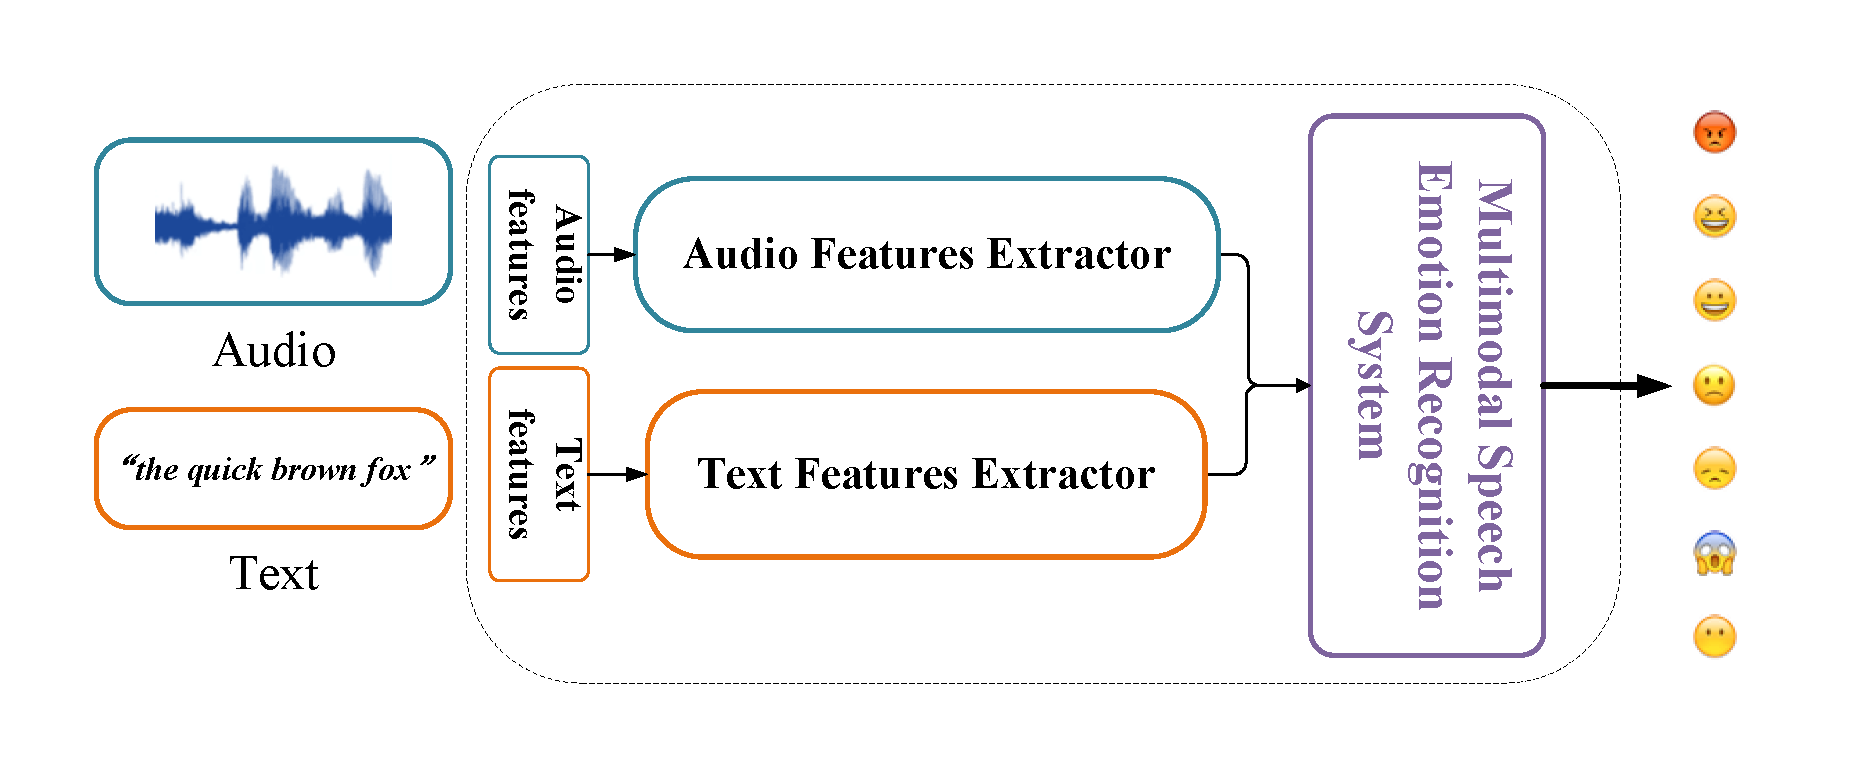 Audio
“the quick brown fox”
Text
Audio
features
Text
features
Audio Features Extractor
Text Features Extractor
Multimodal Speech
Emotion Recognition
System